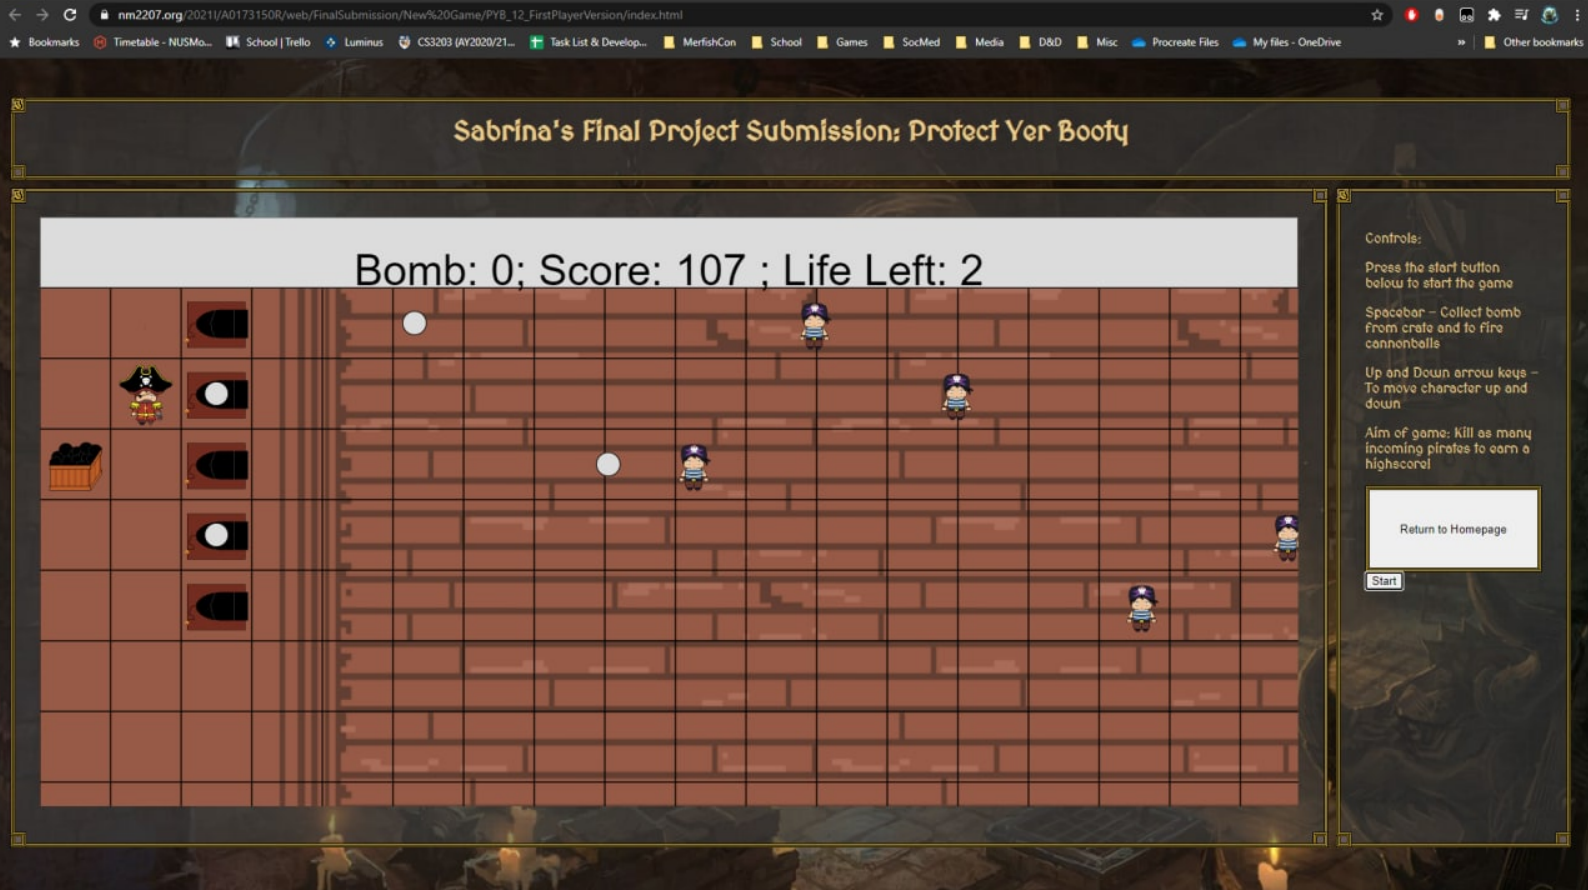 nm2207.org/2021I/A0173150R/web/FinalSubmission/New%20Game/PYB_12_FirstPlayerVersion/index.html
Bookmarks Timetable - NUSMo... School | Trello Luminus CS3203 (AY2020/21... Task List & Develop... MerfishCon School Games SocMed Media D&D Misc Procreate Files My files - OneDrive » Other bookmarks
Sabrina's Final Project Submission: Protect Yer Booty
Bomb: 0; Score: 107 ; Life Left: 2
Controls:
Press the start button
below to start the game
Spacebar - Collect bomb
from crate and to fire
cannonballs
Up and Down arrow keys -
To move character up and
down
Aim of game: Kill as many
incoming pirates to earn a
highscore!
Return to Homepage
Start